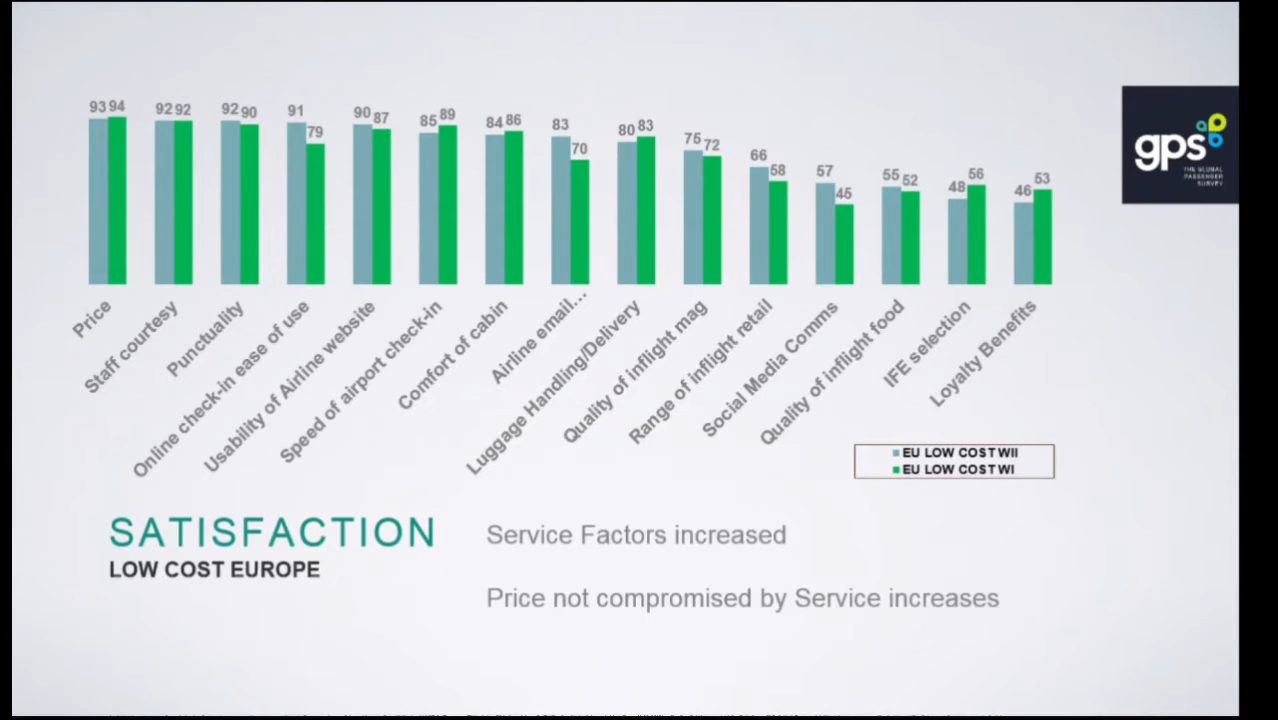 93 94
92 92
92 90
91 79
90 87
85 89
84 86
83 70
80 83
75 72
66 58
57 45
55 52
48 56
46 53
Price
Staff courtesy
Punctuality
Online check-in ease of use
Usability of Airline website
Speed of airport check-in
Comfort of cabin
Airline email...
Luggage Handling/Delivery
Quality of inflight mag
Range of inflight retail
Social Media Comms
Quality of inflight food
IFE selection
Loyalty Benefits
gps
THE GLOBAL
PASSENGER
SURVEY
EU LOW COST WII
EU LOW COST WI
SATISFACTION
LOW COST EUROPE
Service Factors increased
Price not compromised by Service increases